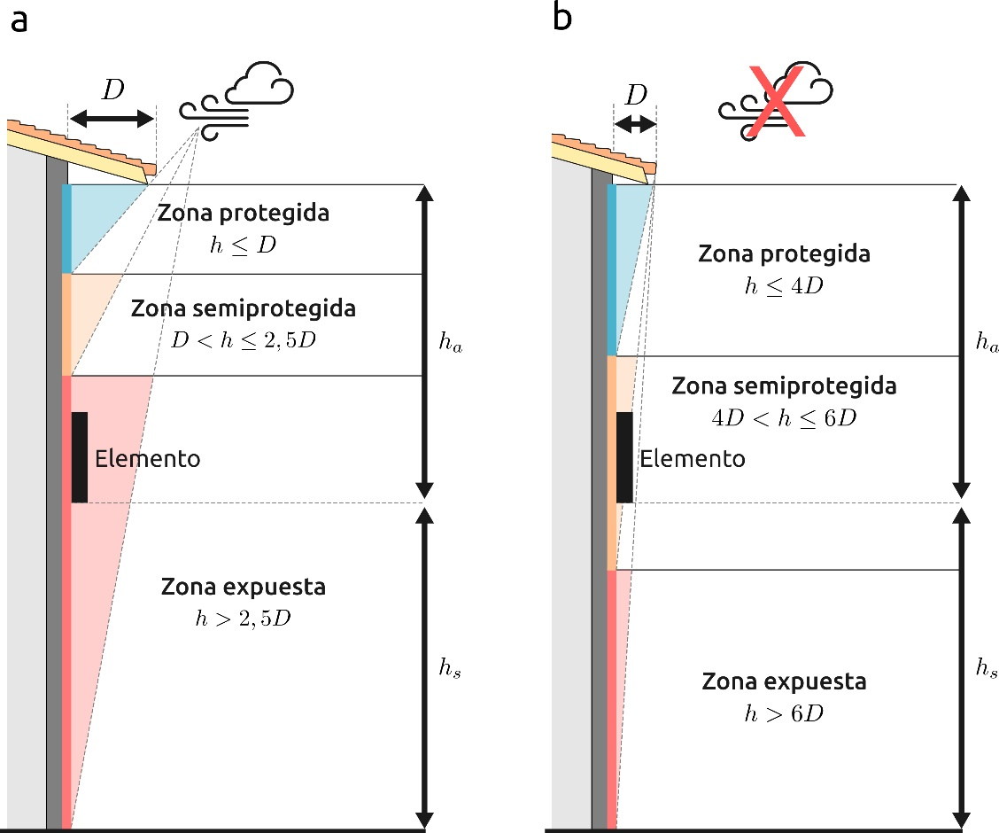 a
D
Zona protegida
h ≤ D
Zona semiprotegida
D < h ≤ 2,5D
h_a
Elemento
Zona expuesta
h > 2,5D
h_s
b
D
Zona protegida
h ≤ 4D
h_a
Zona semiprotegida
4D < h ≤ 6D
Elemento
h_s
Zona expuesta
h > 6D